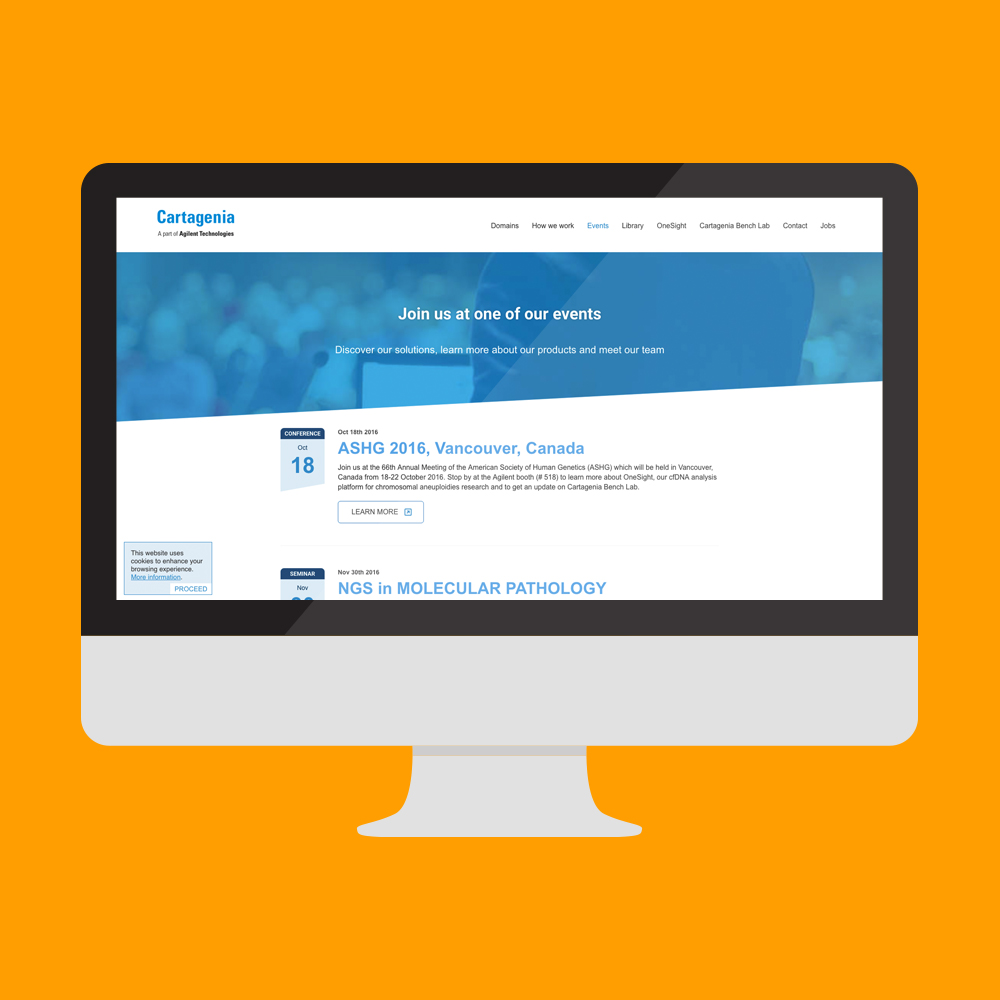 Cartagenia
A part of Agilent Technologies
Domains How we work Events Library OneSight Cartagenia Bench Lab Contact Jobs
Join us at one of our events
Discover our solutions, learn more about our products and meet our team
CONFERENCE
Oct
18
Oct 18th 2016
ASHG 2016, Vancouver, Canada
Join us at the 66th Annual Meeting of the American Society of Human Genetics (ASHG) which will be held in Vancouver,
Canada from 18-22 October 2016. Stop by at the Agilent booth (# 518) to learn more about OneSight, our cfDNA analysis
platform for chromosomal aneuploidies research and to get an update on Cartagenia Bench Lab.
LEARN MORE
This website uses
cookies to enhance your
browsing experience.
More information.
PROCEED
SEMINAR
Nov
Nov 30th 2016
NGS in MOLECULAR PATHOLOGY